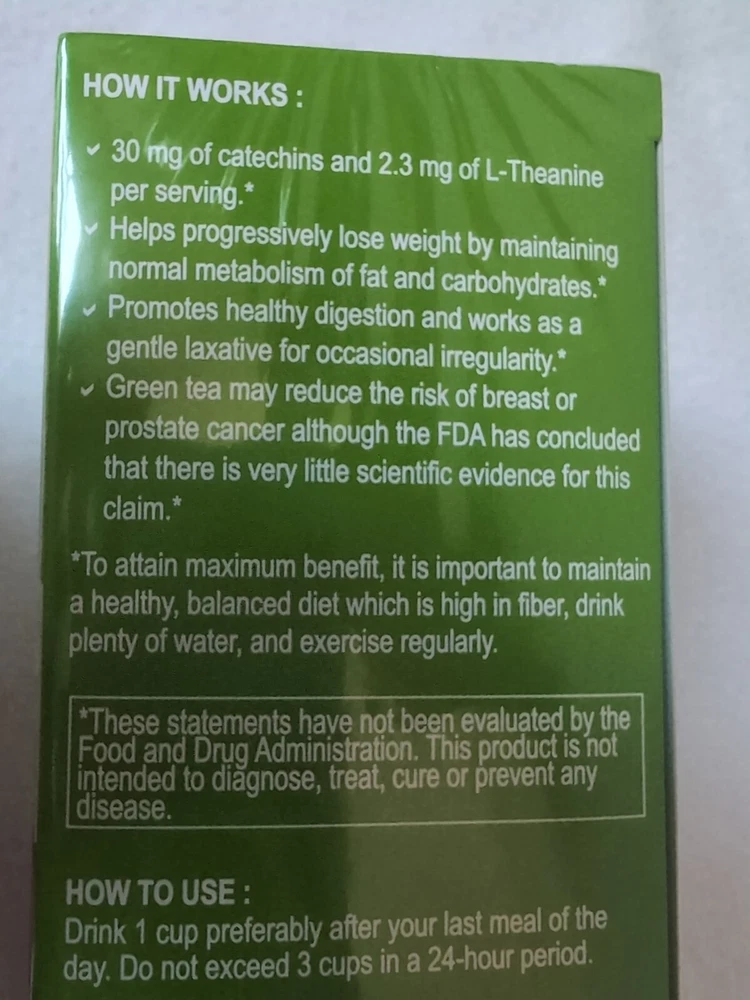 HOW IT WORKS :
✓ 30 mg of catechins and 2.3 mg of L-Theanine
per serving.*
✓ Helps progressively lose weight by maintaining
normal metabolism of fat and carbohydrates.*
✓ Promotes healthy digestion and works as a
gentle laxative for occasional irregularity.*
✓ Green tea may reduce the risk of breast or
prostate cancer although the FDA has concluded
that there is very little scientific evidence for this
claim.*
*To attain maximum benefit, it is important to maintain
a healthy, balanced diet which is high in fiber, drink
plenty of water, and exercise regularly.
*These statements have not been evaluated by the
Food and Drug Administration. This product is not
intended to diagnose, treat, cure or prevent any
disease.
HOW TO USE :
Drink 1 cup preferably after your last meal of the
day. Do not exceed 3 cups in a 24-hour period.